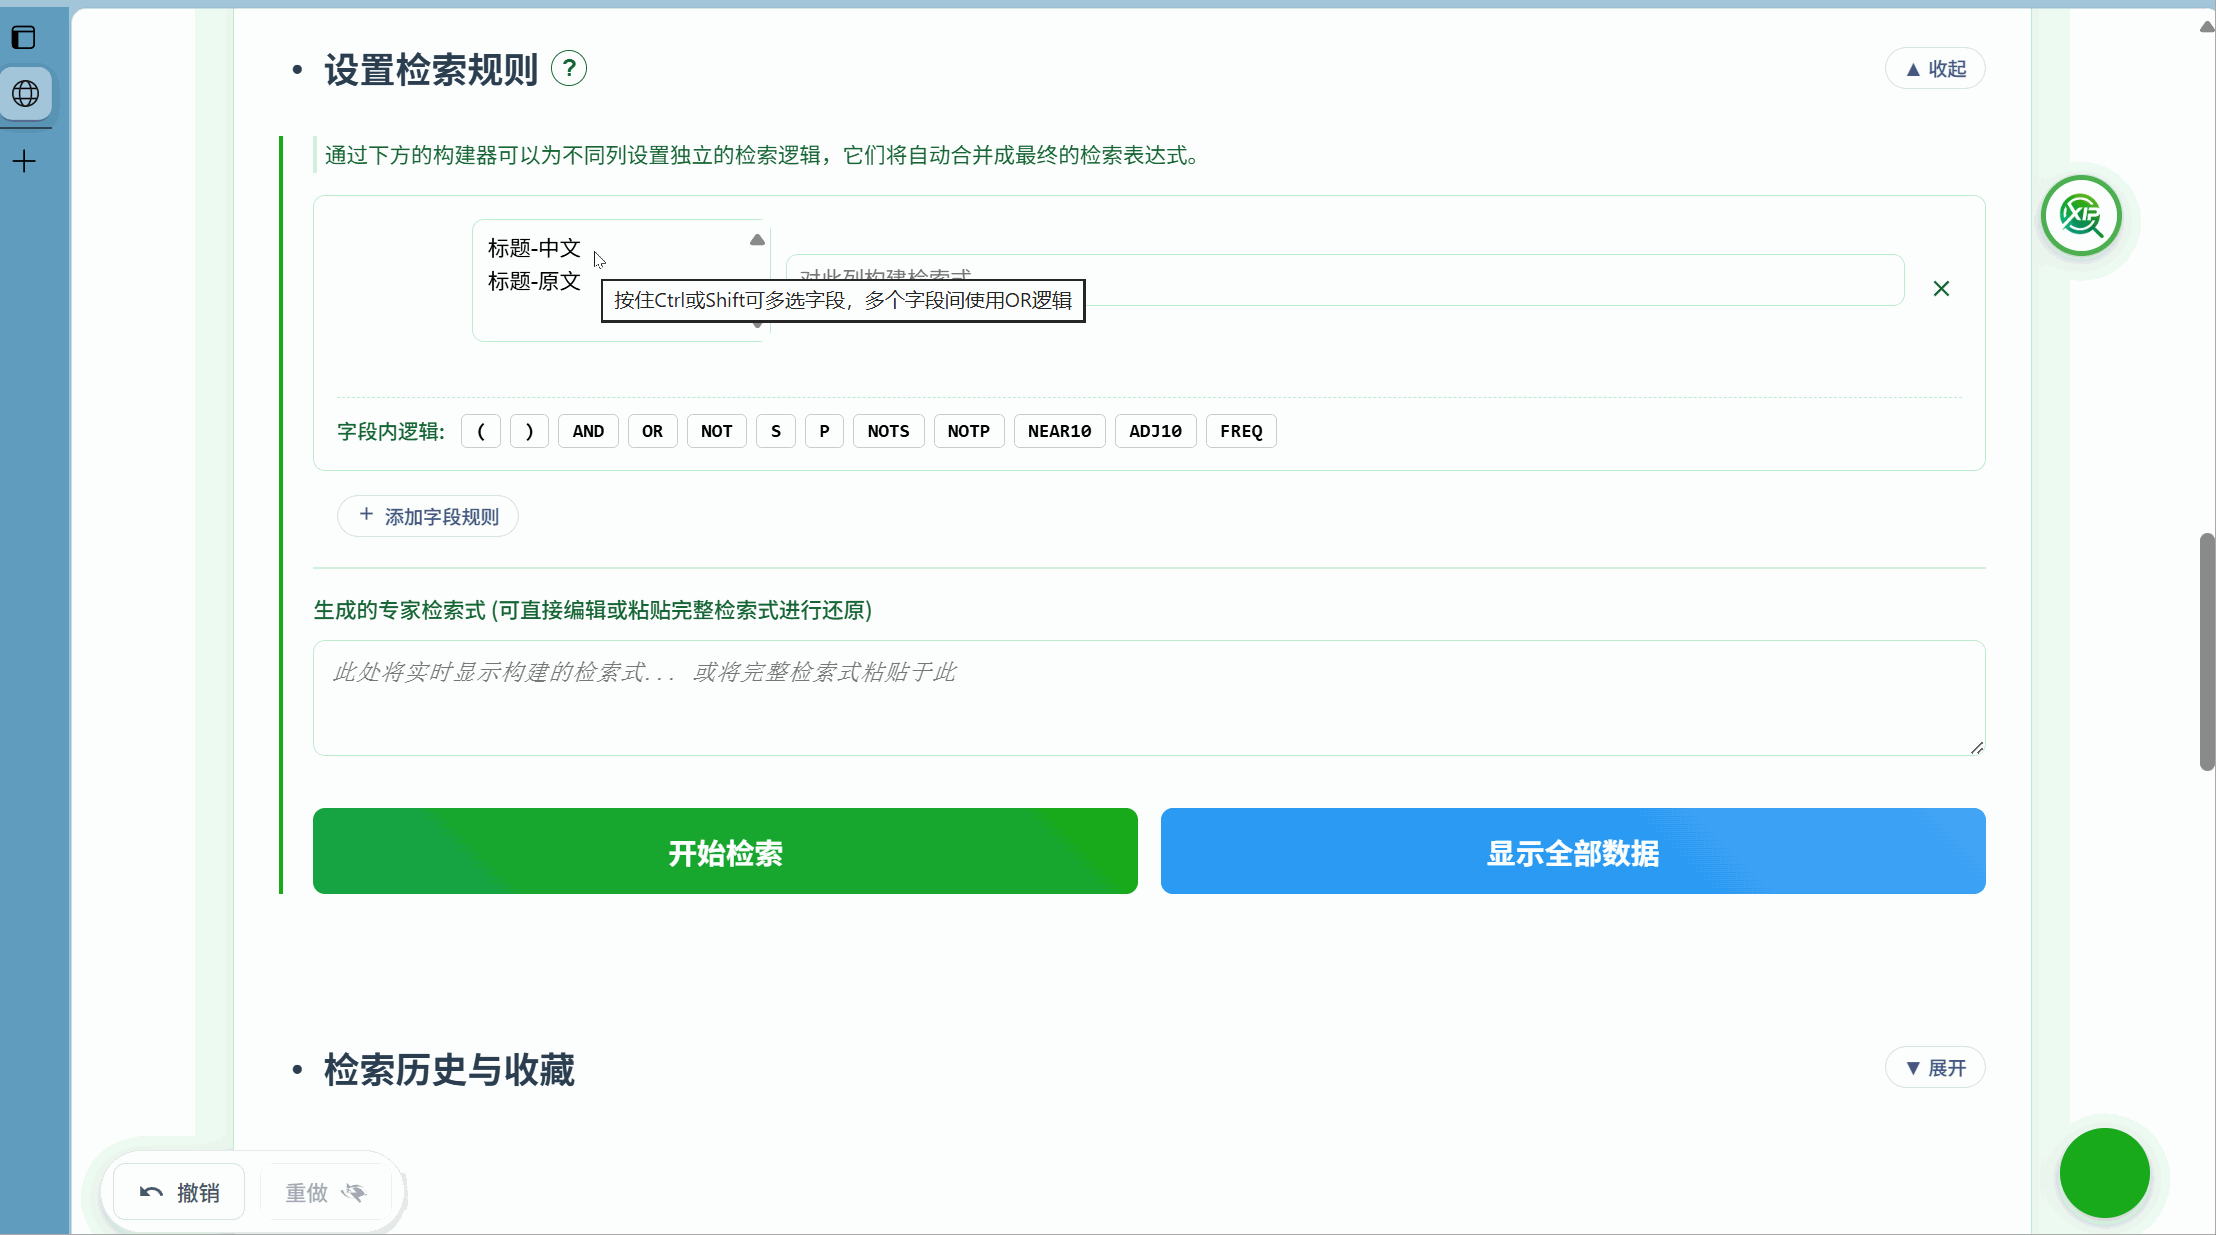 设置检索规则 ?
▲ 收起
通过下方的构建器可以为不同列设置独立的检索逻辑，它们将自动合并成最终的检索表达式。
标题-中文
标题-原文
对此列构建检索式
按住Ctrl或Shift可多选字段，多个字段间使用OR逻辑
字段内逻辑: ( ) AND OR NOT S P NOTS NOTP NEAR10 ADJ10 FREQ
+ 添加字段规则
生成的专家检索式 (可直接编辑或粘贴完整检索式进行还原)
此处将实时显示构建的检索式... 或将完整检索式粘贴于此
开始检索
显示全部数据
检索历史与收藏
▼ 展开
撤销
重做
XIP